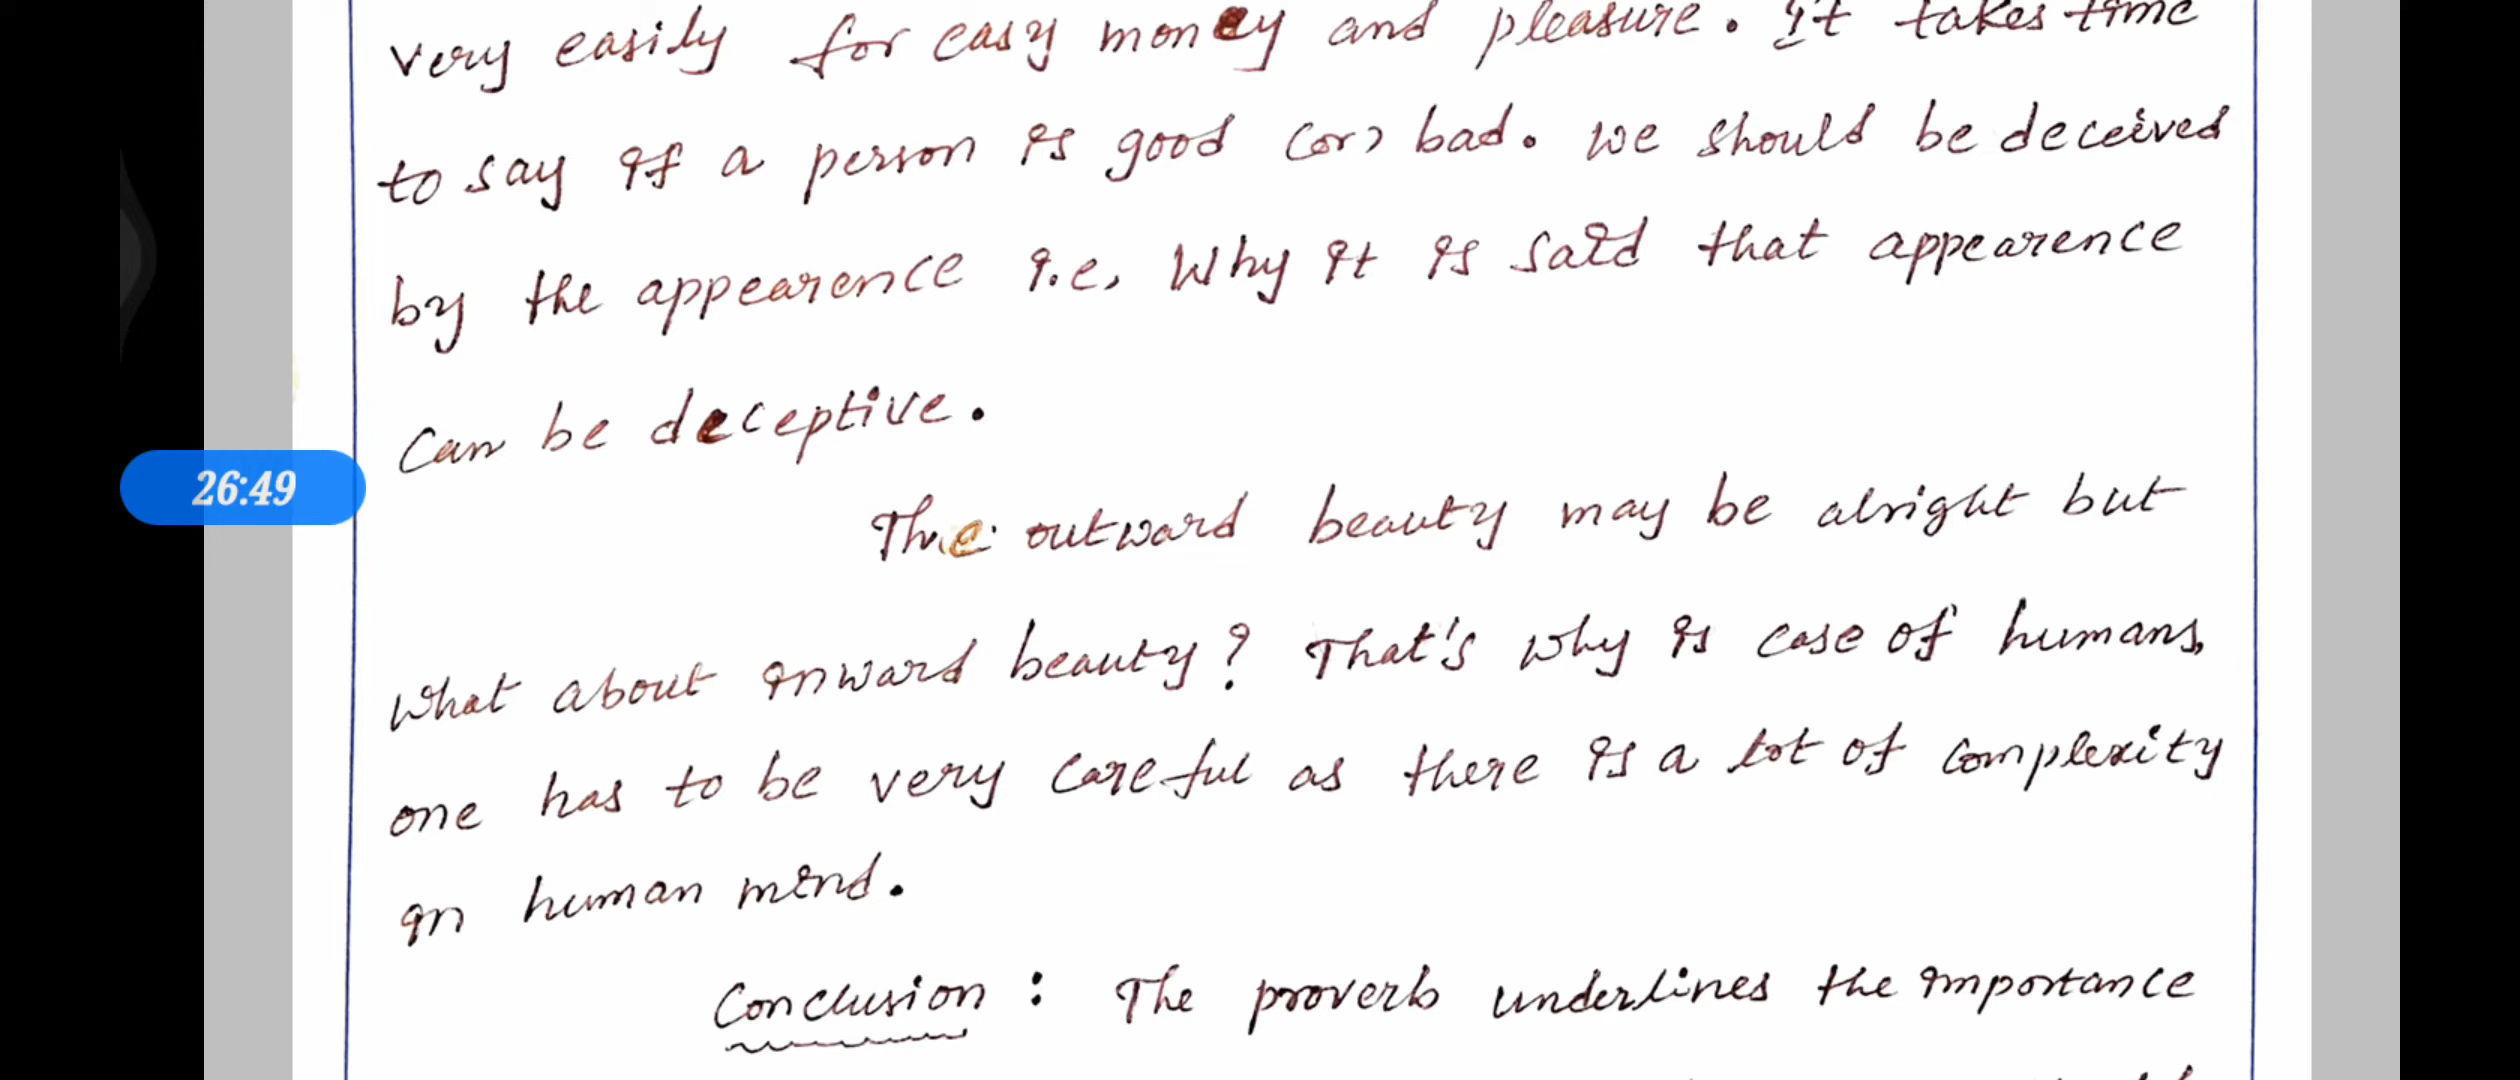 very easily for easy money and pleasure. It takes time
to say if a person is good (or) bad. we should be deceived
by the appearence i.e, Why it is said that appearence
can be deceptive.
26:49
The outward beauty may be alright but
what about inward beauty? That's why is case of humans,
one has to be very careful as there is a lot of complexity
in human mind.
Conclusion : The proverb underlines the importance